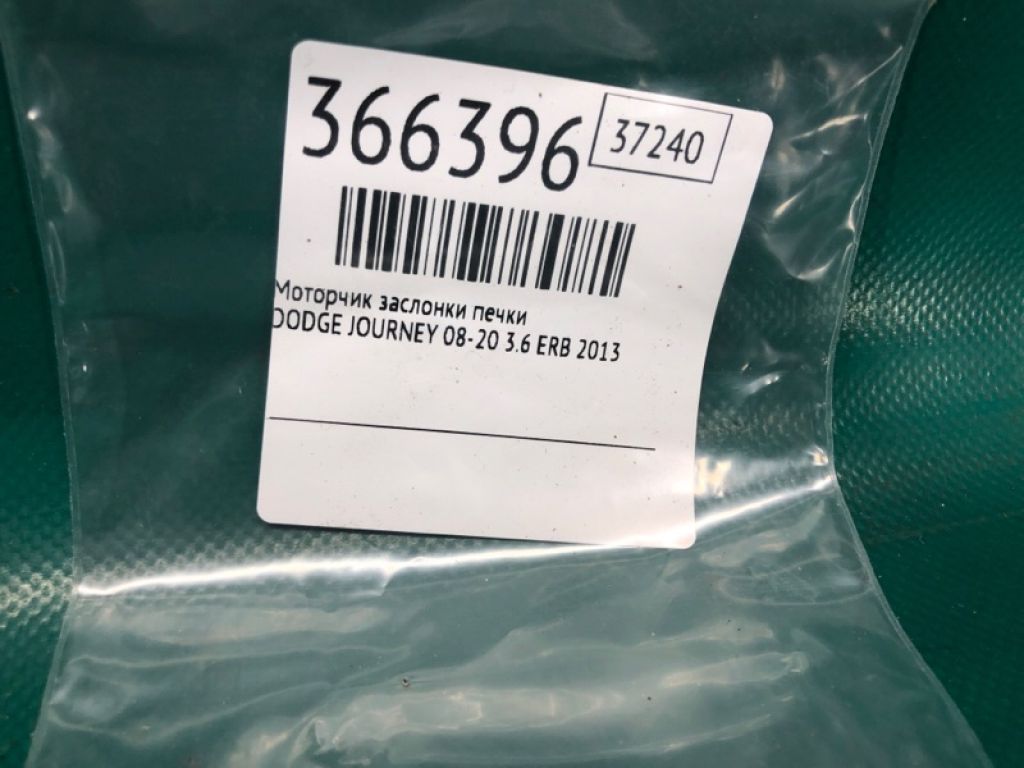 366396 37240
Моторчик заслонки печки
DODGE JOURNEY 08-20 3.6 ERB 2013